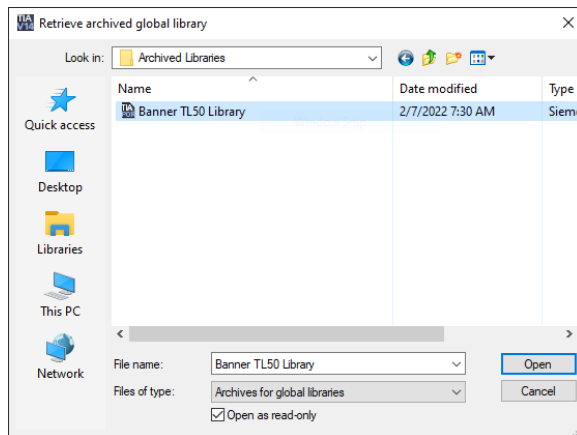 Retrieve archived global library
Look in: Archived Libraries
Name Date modified Type
Banner TL50 Library 2/7/2022 7:30 AM Sieme
Quick access
Desktop
Libraries
This PC
Network
File name: Banner TL50 Library Open
Files of type: Archives for global libraries Cancel
Open as read-only